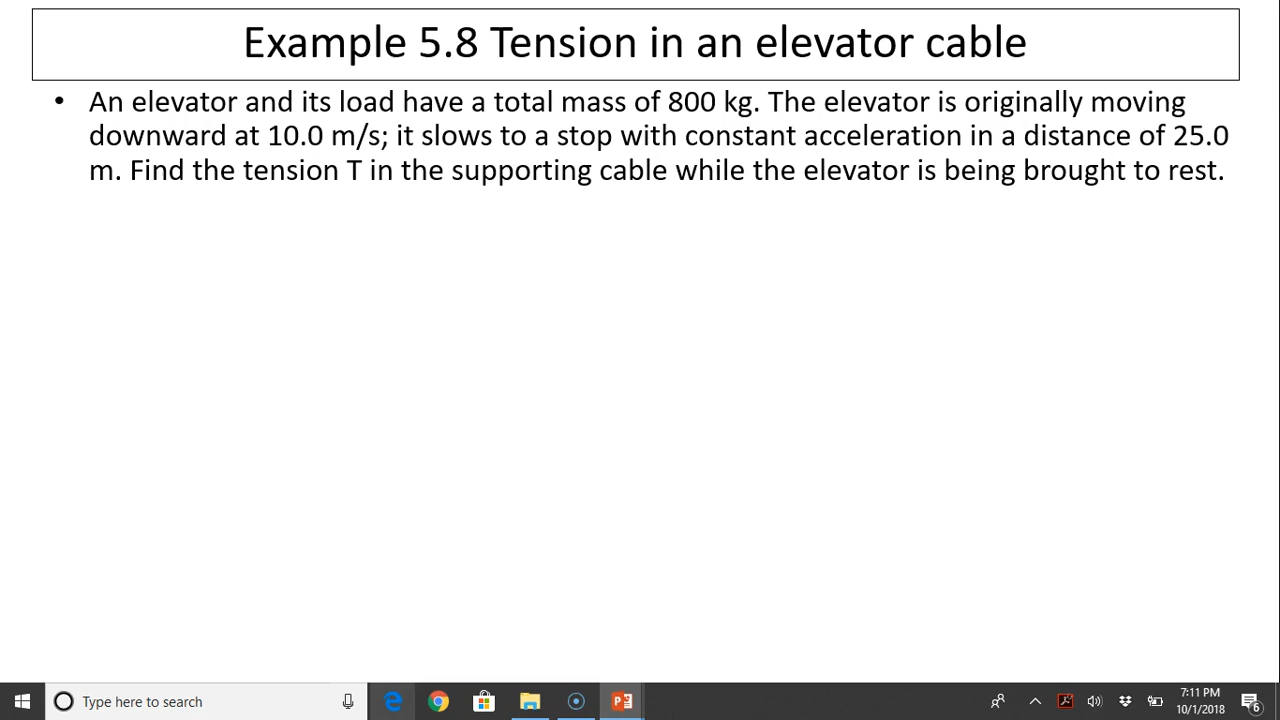 Example 5.8 Tension in an elevator cable
• An elevator and its load have a total mass of 800 kg. The elevator is originally moving
downward at 10.0 m/s; it slows to a stop with constant acceleration in a distance of 25.0
m. Find the tension T in the supporting cable while the elevator is being brought to rest.
Type here to search
7:11 PM
10/1/2018
6